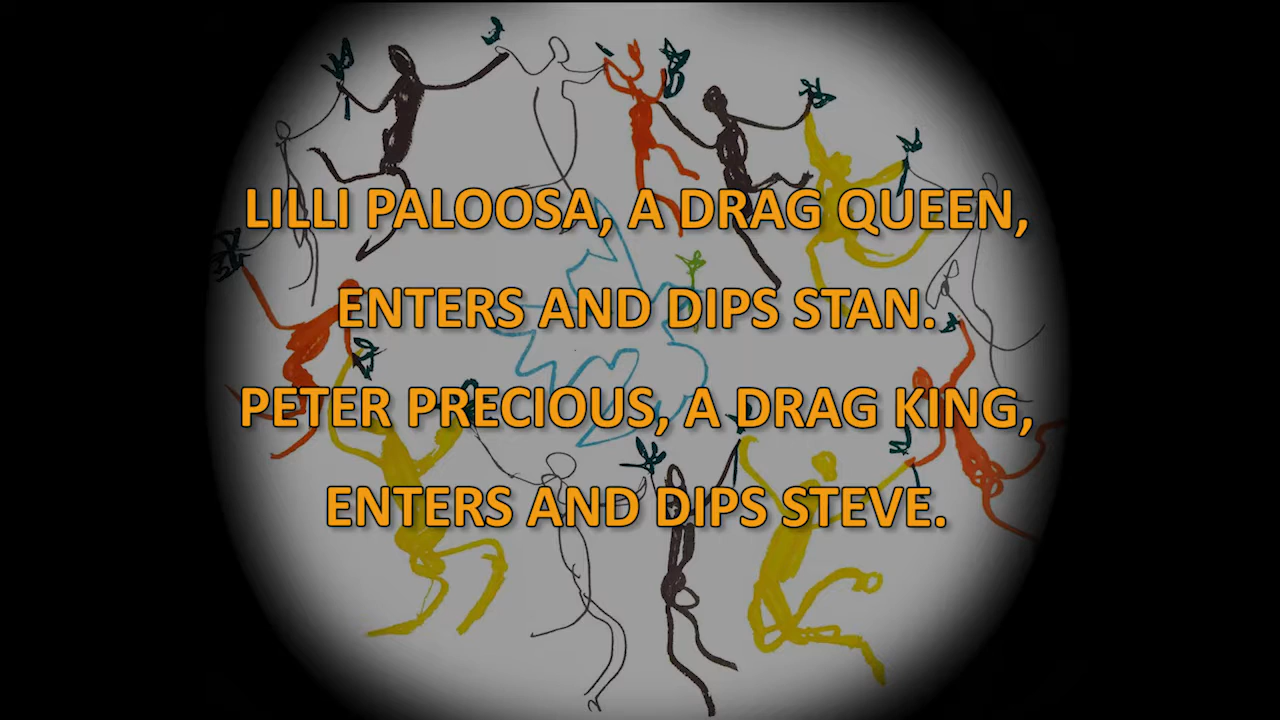 LILLI PALOOSA, A DRAG QUEEN,
ENTERS AND DIPS STAN.
PETER PRECIOUS, A DRAG KING,
ENTERS AND DIPS STEVE.